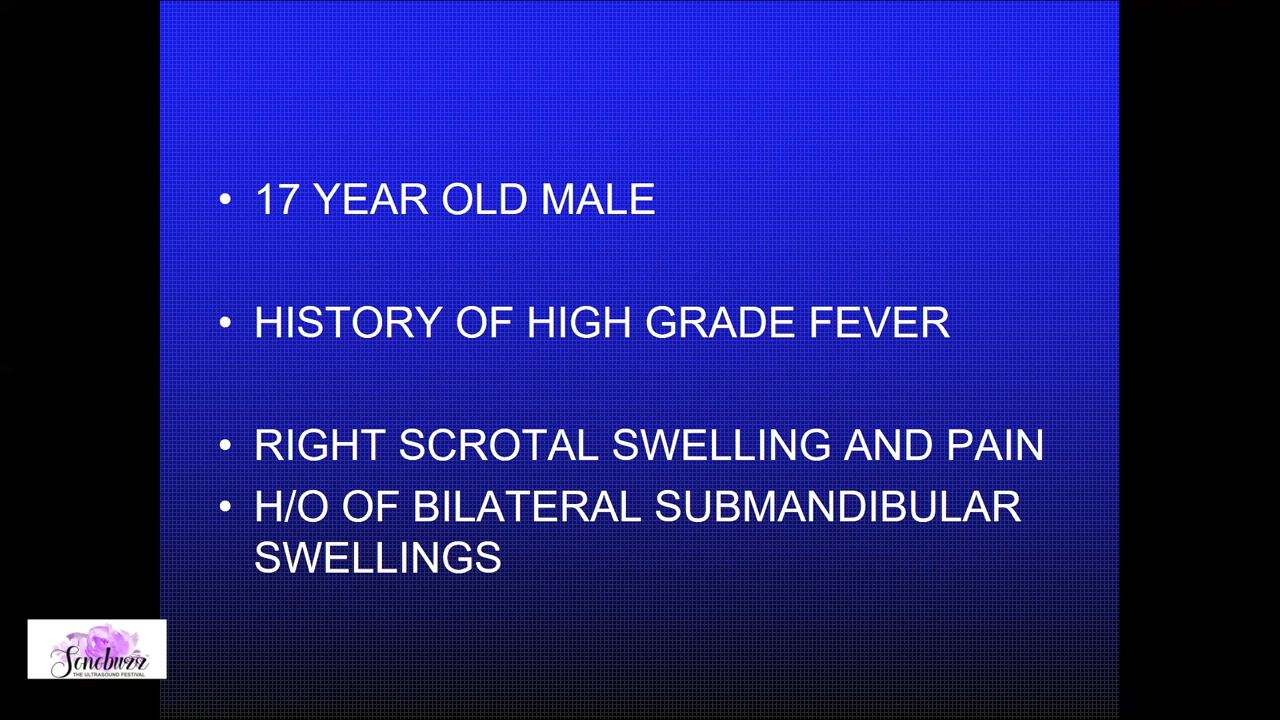 • 17 YEAR OLD MALE
• HISTORY OF HIGH GRADE FEVER
• RIGHT SCROTAL SWELLING AND PAIN
• H/O OF BILATERAL SUBMANDIBULAR
SWELLINGS
Sonobuzz
THE ULTRASOUND FESTIVAL